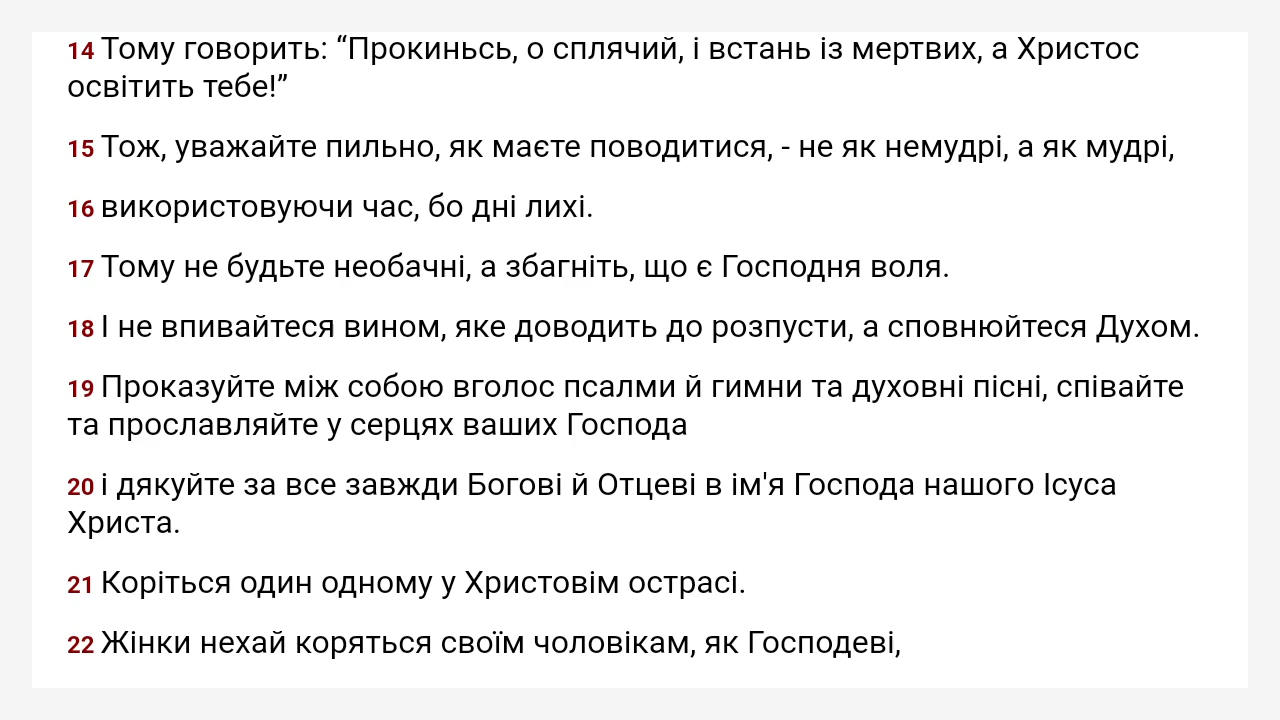 14 Тому говорить: “Прокиньсь, о сплячий, і встань із мертвих, а Христос
освітить тебе!”
15 Тож, уважайте пильно, як маєте поводитися, - не як немудрі, а як мудрі,
16 використовуючи час, бо дні лихі.
17 Тому не будьте необачні, а збагніть, що є Господня воля.
18 І не впивайтеся вином, яке доводить до розпусти, а сповнюйтеся Духом.
19 Проказуйте між собою вголос псалми й гимни та духовні пісні, співайте
та прославляйте у серцях ваших Господа
20 і дякуйте за все завжди Богові й Отцеві в ім'я Господа нашого Ісуса
Христа.
21 Коріться один одному у Христовім острасі.
22 Жінки нехай коряться своїм чоловікам, як Господеві,